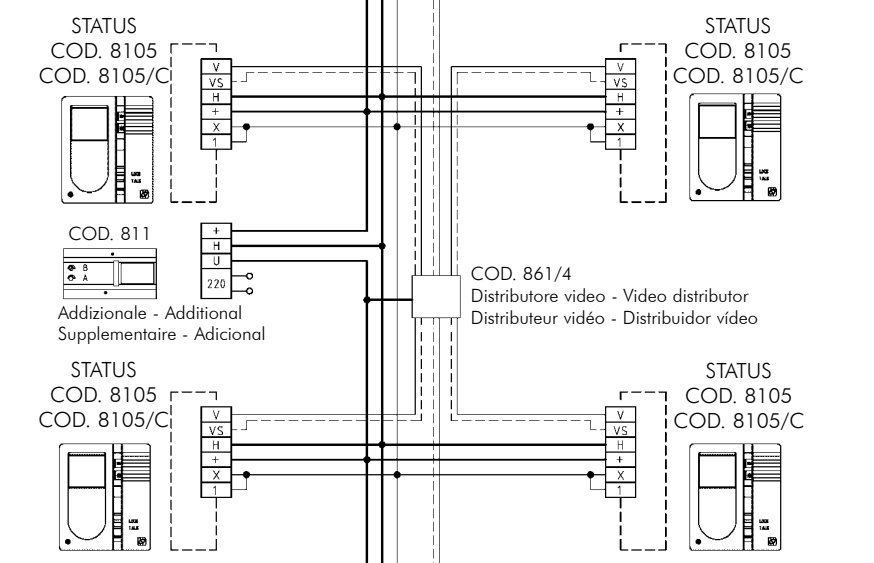 STATUS
COD. 8105
COD. 8105/C
V
VS
H
+
X
1
STATUS
COD. 8105
COD. 8105/C
V
VS
H
+
X
1
LOCK
TALK
COD. 811
B
A
+
H
U
220
Addizionale - Additional
Supplementaire - Adicional
COD. 861/4
Distributore video - Video distributor
Distributeur vidéo - Distribuidor vídeo
STATUS
COD. 8105
COD. 8105/C
V
VS
H
+
X
1
STATUS
COD. 8105
COD. 8105/C
V
VS
H
+
X
1